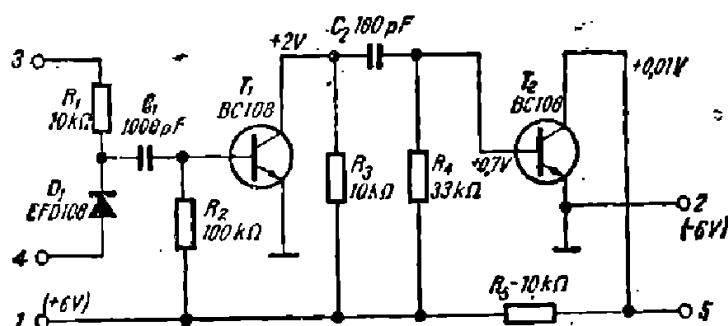 C2 180pF
+2V
3
R1
10kΩ
C1
1000pF
T1
BC108
+0,01V
T2
BC108
D1
EFD108
R2
100kΩ
R3
10kΩ
R4
33kΩ
+0,7V
2
(-6V)
4
1 (+6V)
R5-10kΩ
5